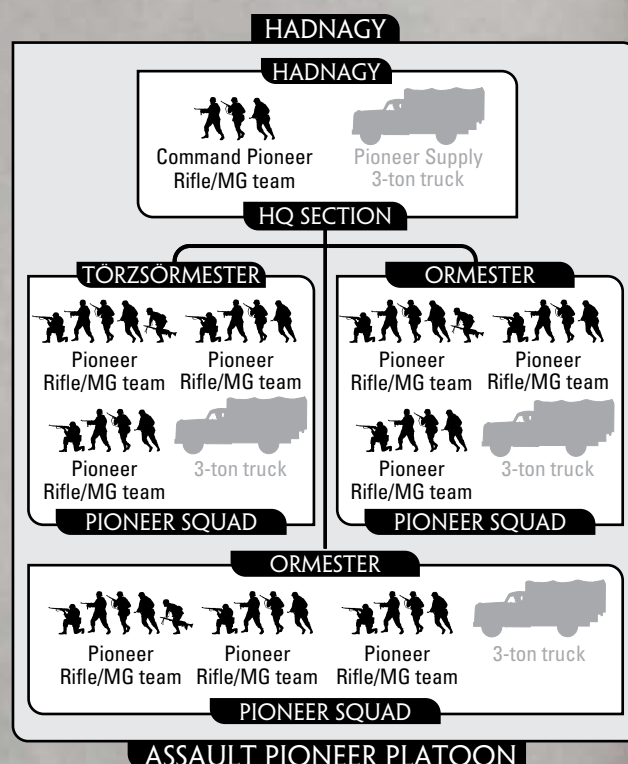 HADNAGY
HADNAGY
Command Pioneer
Rifle/MG team
Pioneer Supply
3-ton truck
HQ SECTION
TÖRZSÖRMESTER
Pioneer
Rifle/MG team
Pioneer
Rifle/MG team
Pioneer
Rifle/MG team
3-ton truck
PIONEER SQUAD
ORMESTER
Pioneer
Rifle/MG team
Pioneer
Rifle/MG team
Pioneer
Rifle/MG team
3-ton truck
PIONEER SQUAD
ORMESTER
Pioneer
Rifle/MG team
Pioneer
Rifle/MG team
Pioneer
Rifle/MG team
3-ton truck
PIONEER SQUAD
ASSAULT PIONEER PLATOON